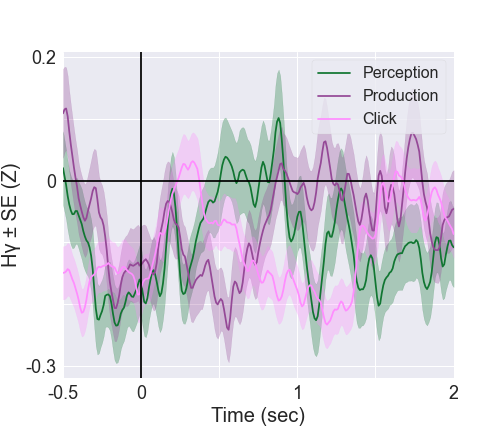 0.2
Perception
Production
Click
0
Hγ ± SE (Z)
-0.3
-0.5
0
1
2
Time (sec)